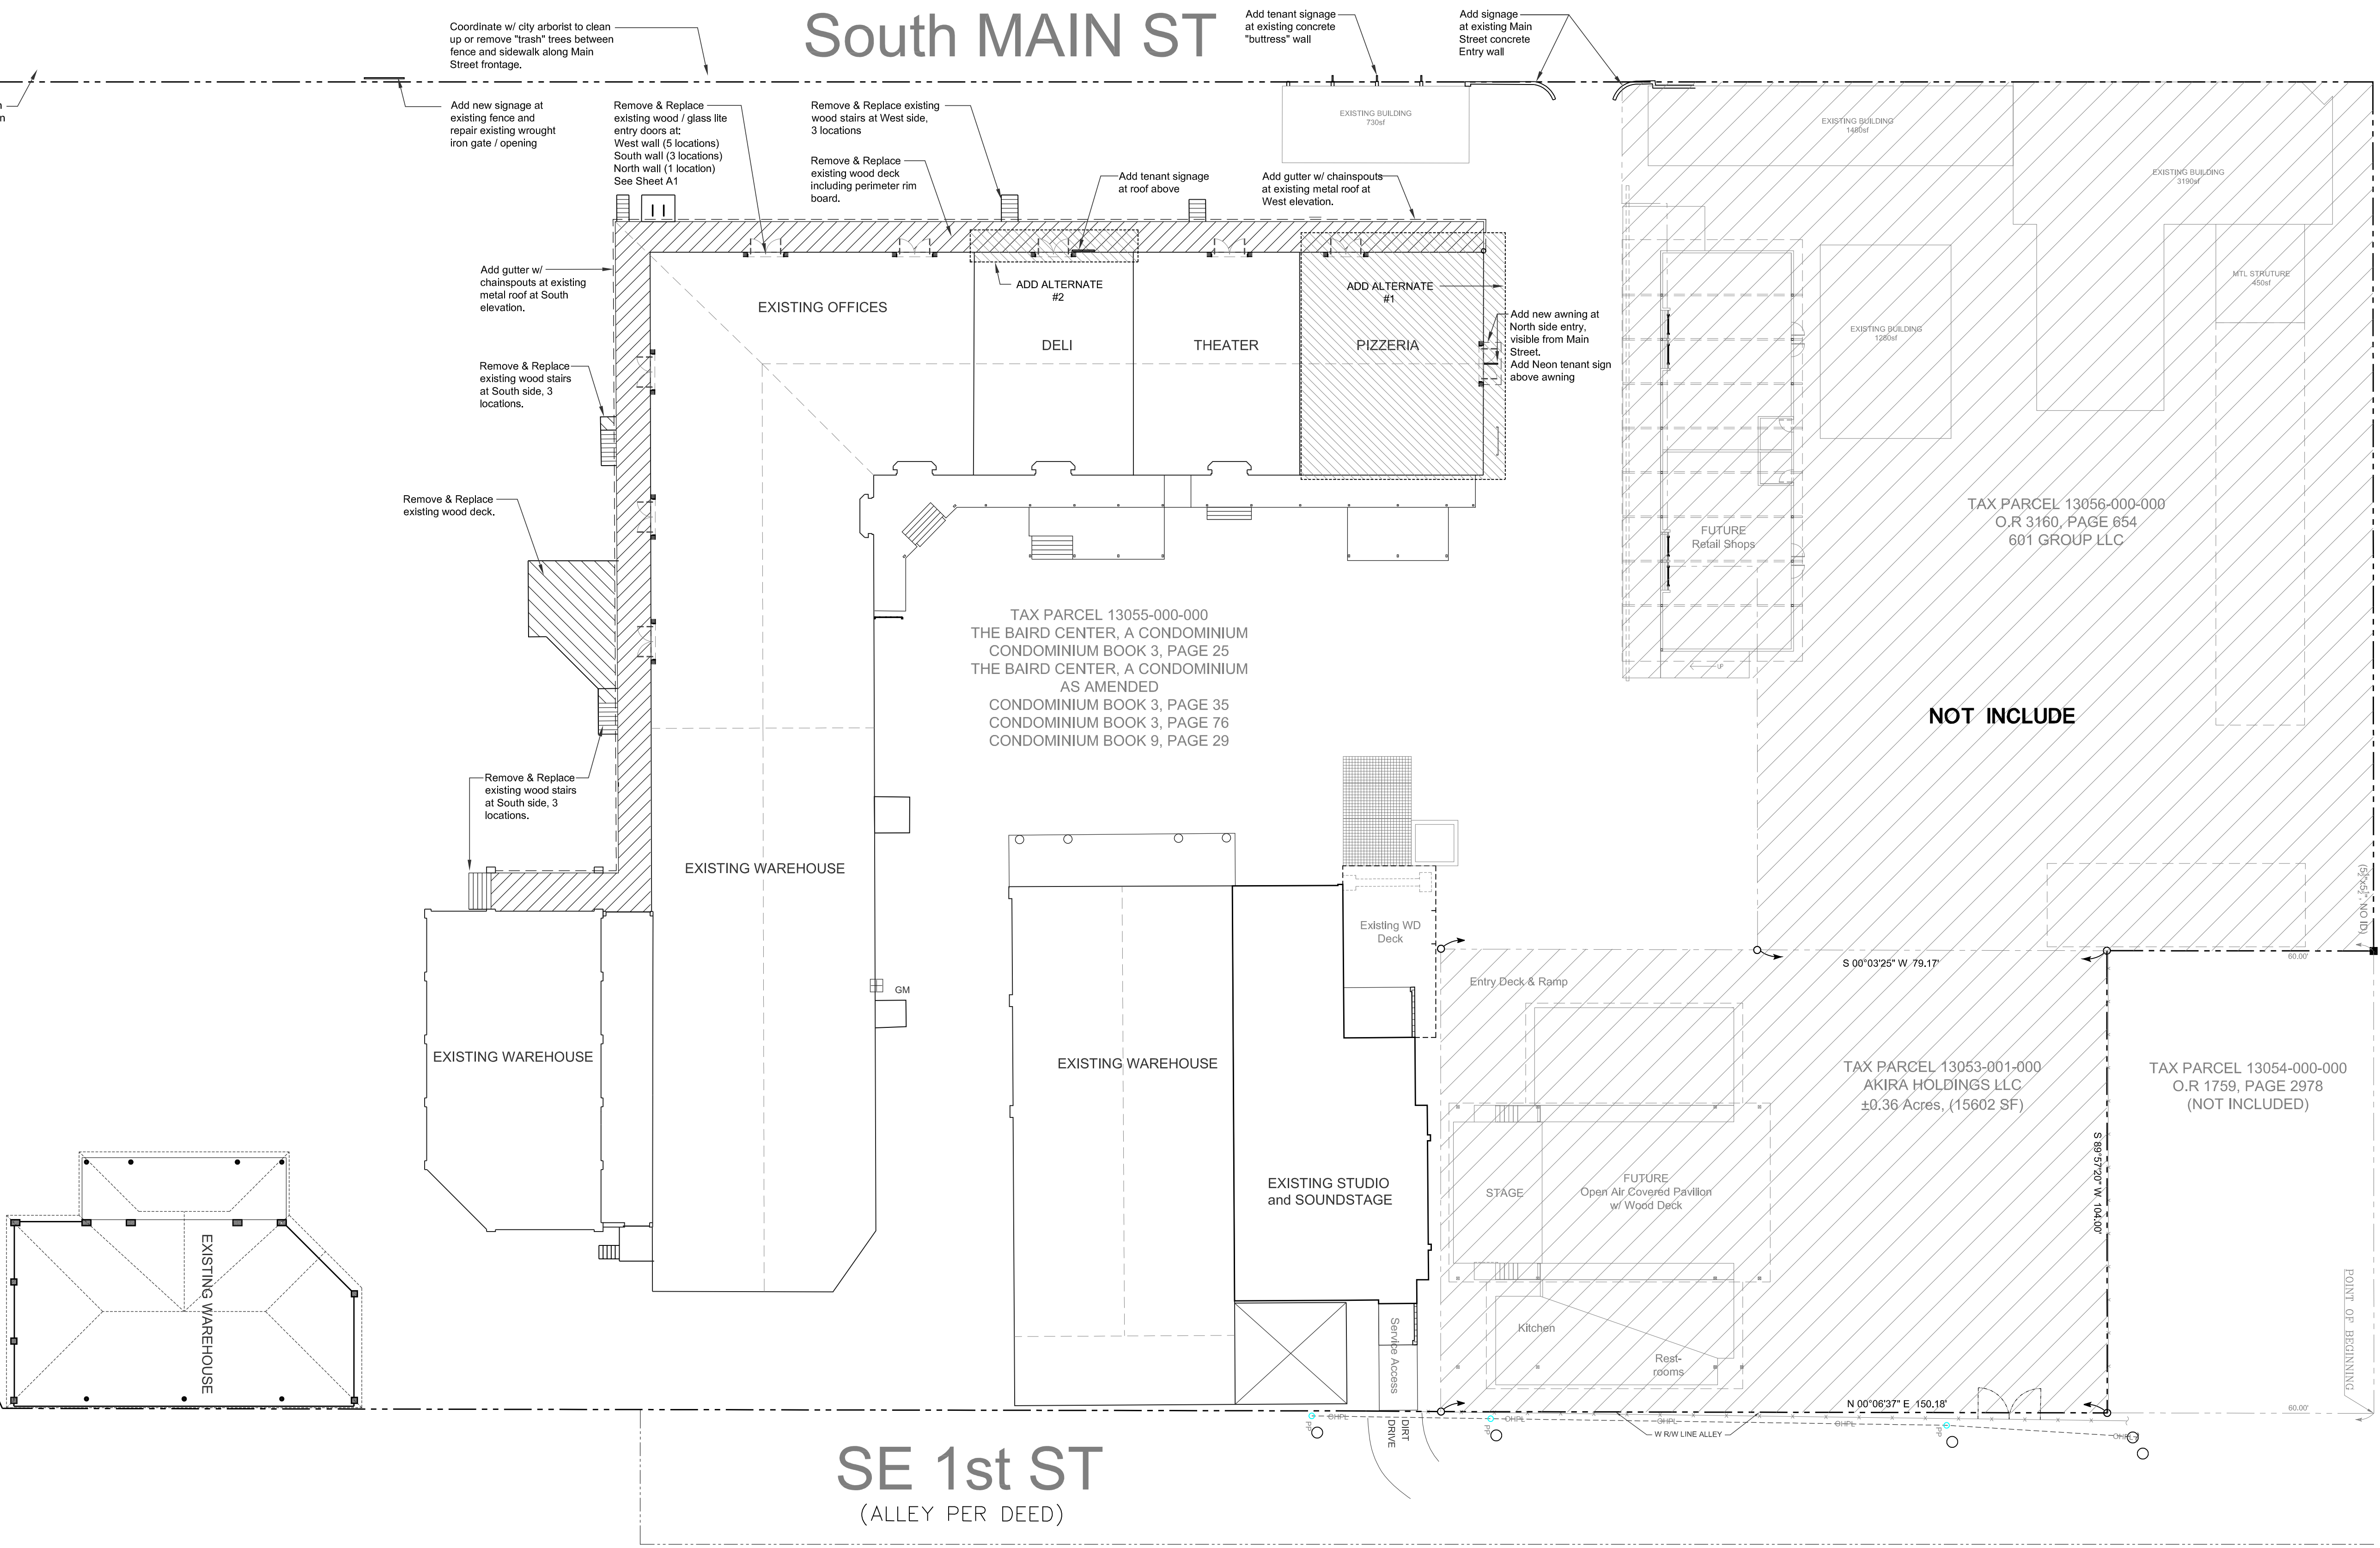 South MAIN ST
Coordinate w/ city arborist to clean
up or remove "trash" trees between
fence and sidewalk along Main
Street frontage.
Add tenant signage
at existing concrete
"buttress" wall
Add signage
at existing Main
Street concrete
Entry wall
Add new signage at
existing fence and
repair existing wrought
iron gate / opening
Remove & Replace
existing wood / glass lite
entry doors at:
West wall (5 locations)
South wall (3 locations)
North wall (1 location)
See Sheet A1
Remove & Replace existing
wood stairs at West side,
3 locations
Remove & Replace
existing wood deck
including perimeter rim
board.
Add tenant signage
at roof above
Add gutter w/ chainspouts
at existing metal roof at
West elevation.
EXISTING BUILDING
730sf
EXISTING BUILDING
1460sf
EXISTING BUILDING
3190sf
MTL STRUTURE
450sf
EXISTING BUILDING
1280sf
Add gutter w/
chainspouts at existing
metal roof at South
elevation.
EXISTING OFFICES
ADD ALTERNATE
#2
DELI
THEATER
ADD ALTERNATE
#1
PIZZERIA
Add new awning at
North side entry,
visible from Main
Street.
Add Neon tenant sign
above awning
Remove & Replace
existing wood stairs
at South side, 3
locations.
Remove & Replace
existing wood deck.
TAX PARCEL 13056-000-000
O.R 3160, PAGE 654
601 GROUP LLC
FUTURE
Retail Shops
UP
TAX PARCEL 13055-000-000
THE BAIRD CENTER, A CONDOMINIUM
CONDOMINIUM BOOK 3, PAGE 25
THE BAIRD CENTER, A CONDOMINIUM
AS AMENDED
CONDOMINIUM BOOK 3, PAGE 35
CONDOMINIUM BOOK 3, PAGE 76
CONDOMINIUM BOOK 9, PAGE 29
NOT INCLUDE
Remove & Replace
existing wood stairs
at South side, 3
locations.
EXISTING WAREHOUSE
Existing WD
Deck
GM
Entry Deck & Ramp
S 00°03'25" W 79.17'
60.00'
EXISTING WAREHOUSE
EXISTING WAREHOUSE
TAX PARCEL 13053-001-000
AKIRA HOLDINGS LLC
±0.36 Acres, (15602 SF)
TAX PARCEL 13054-000-000
O.R 1759, PAGE 2978
(NOT INCLUDED)
S 89°57'20" W 104.00'
EXISTING STUDIO
and SOUNDSTAGE
STAGE
FUTURE
Open Air Covered Pavilion
w/ Wood Deck
EXISTING WAREHOUSE
Kitchen
Rest-
rooms
Service Access
POINT OF BEGINNING
N 00°06'37" E 150.18'
60.00'
PP
OHPL
DIRT
DRIVE
PP
OHPL
OHPL
W R/W LINE ALLEY
OHPL
PP
SE 1st ST
(ALLEY PER DEED)